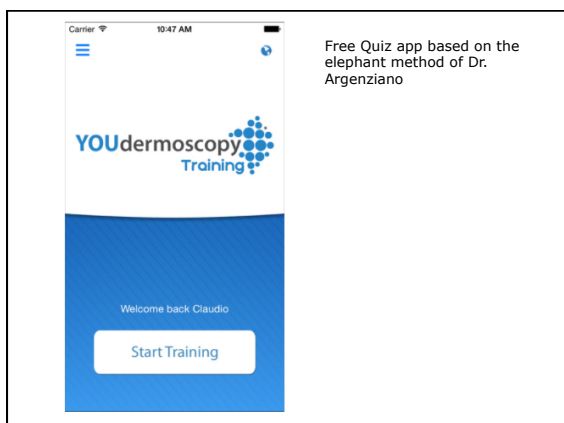 Carrier 10:47 AM
YOUdermoscopy
Training
Welcome back Claudio
Start Training
Free Quiz app based on the
elephant method of Dr.
Argenziano